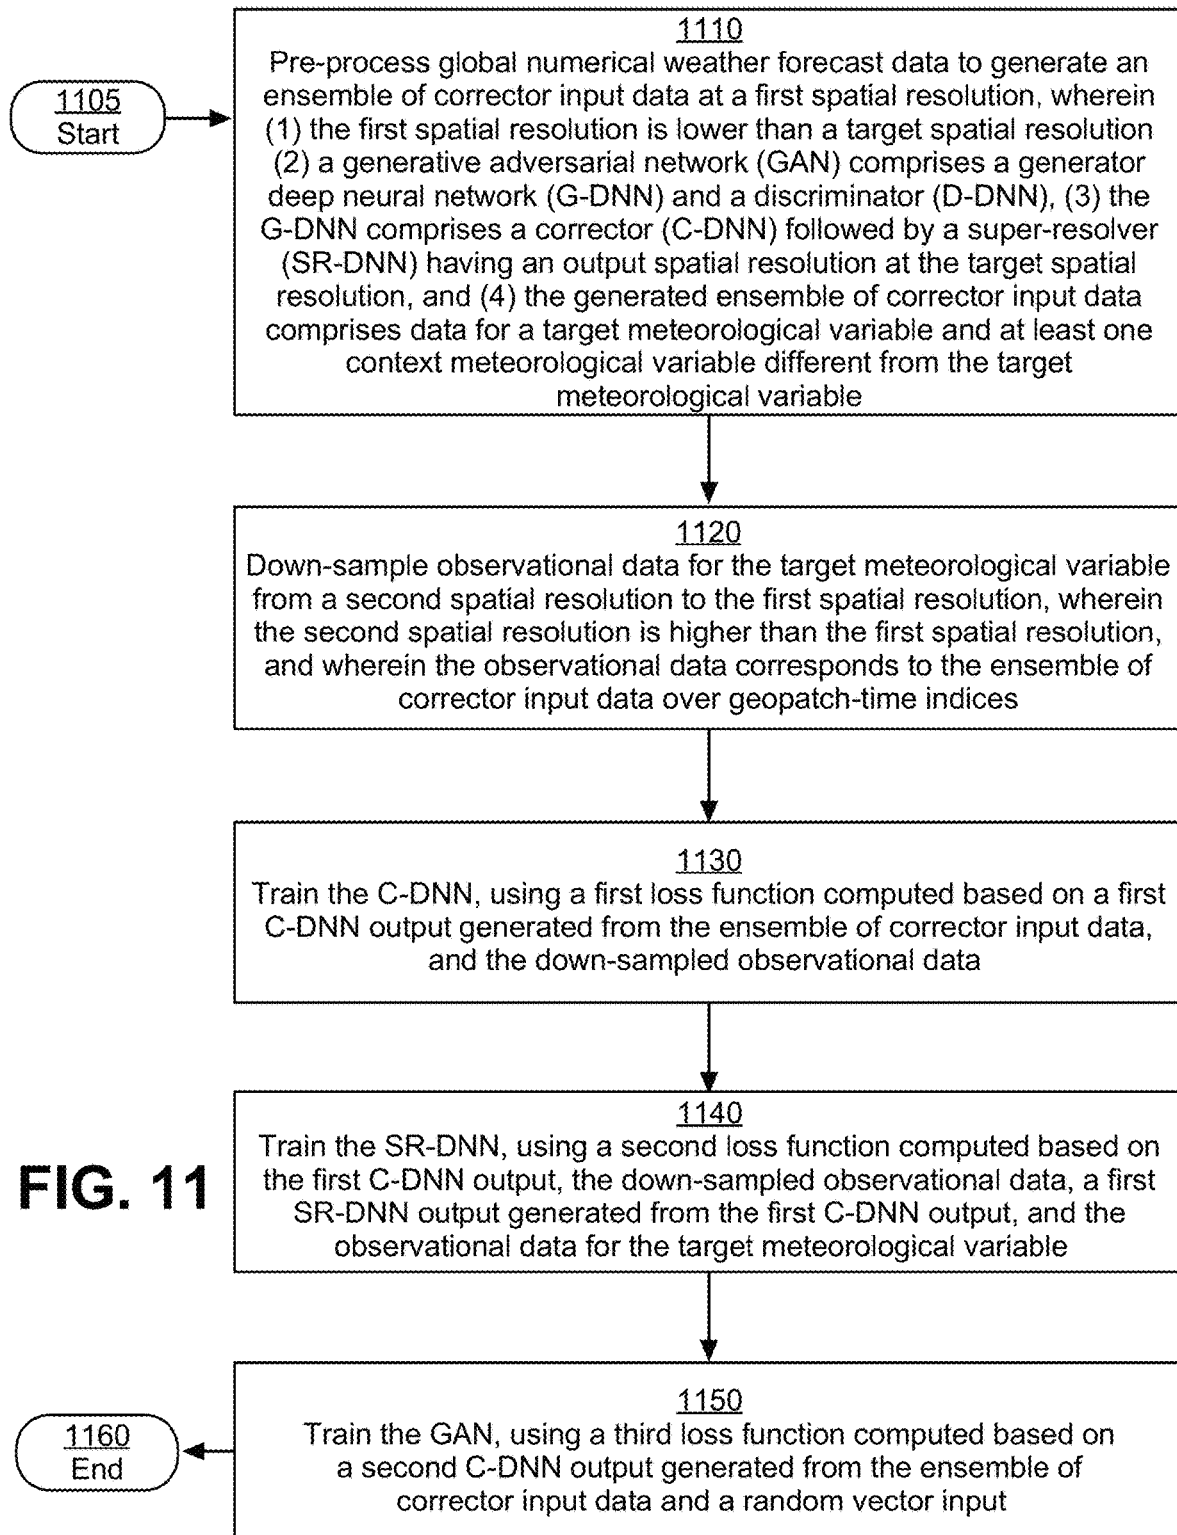 1105
Start
1110
Pre-process global numerical weather forecast data to generate an
ensemble of corrector input data at a first spatial resolution, wherein
(1) the first spatial resolution is lower than a target spatial resolution
(2) a generative adversarial network (GAN) comprises a generator
deep neural network (G-DNN) and a discriminator (D-DNN), (3) the
G-DNN comprises a corrector (C-DNN) followed by a super-resolver
(SR-DNN) having an output spatial resolution at the target spatial
resolution, and (4) the generated ensemble of corrector input data
comprises data for a target meteorological variable and at least one
context meteorological variable different from the target
meteorological variable
1120
Down-sample observational data for the target meteorological variable
from a second spatial resolution to the first spatial resolution, wherein
the second spatial resolution is higher than the first spatial resolution,
and wherein the observational data corresponds to the ensemble of
corrector input data over geopatch-time indices
1130
Train the C-DNN, using a first loss function computed based on a first
C-DNN output generated from the ensemble of corrector input data,
and the down-sampled observational data
1140
Train the SR-DNN, using a second loss function computed based on
the first C-DNN output, the down-sampled observational data, a first
SR-DNN output generated from the first C-DNN output, and the
observational data for the target meteorological variable
FIG. 11
1150
Train the GAN, using a third loss function computed based on
a second C-DNN output generated from the ensemble of
corrector input data and a random vector input
1160
End